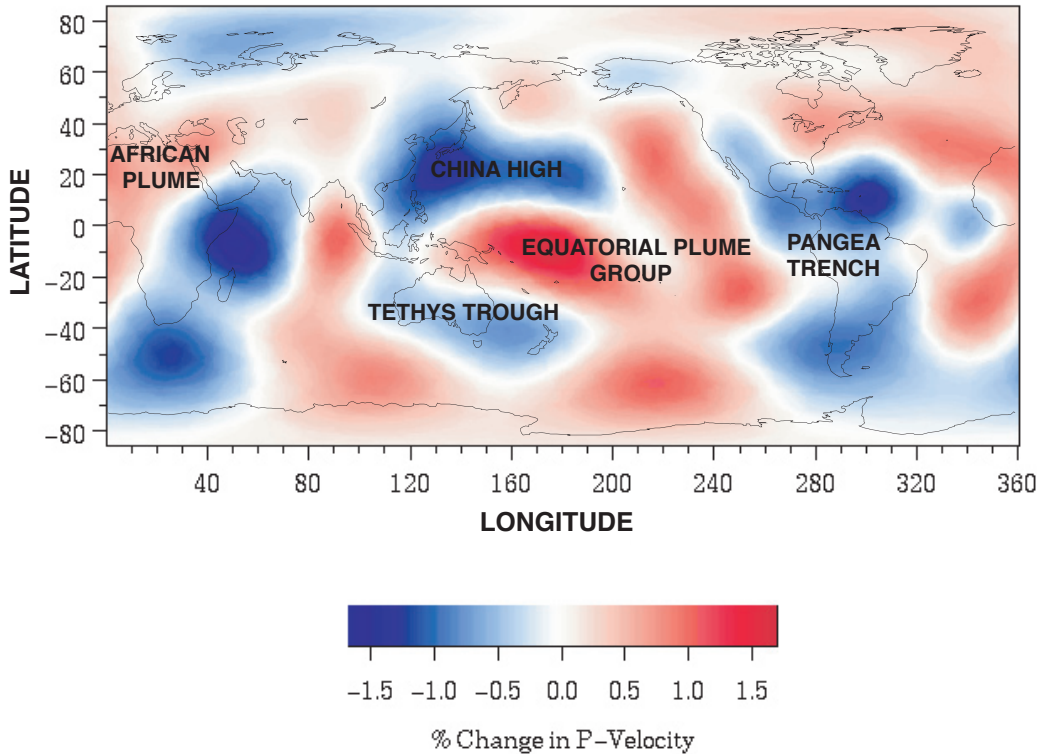 80
60
40
20
0
−20
−40
−60
−80
LATITUDE
AFRICAN
PLUME
CHINA HIGH
EQUATORIAL PLUME
GROUP
PANGEA
TRENCH
TETHYS TROUGH
40 80 120 160 200 240 280 320 360
LONGITUDE
−1.5 −1.0 −0.5 0.0 0.5 1.0 1.5
% Change in P−Velocity